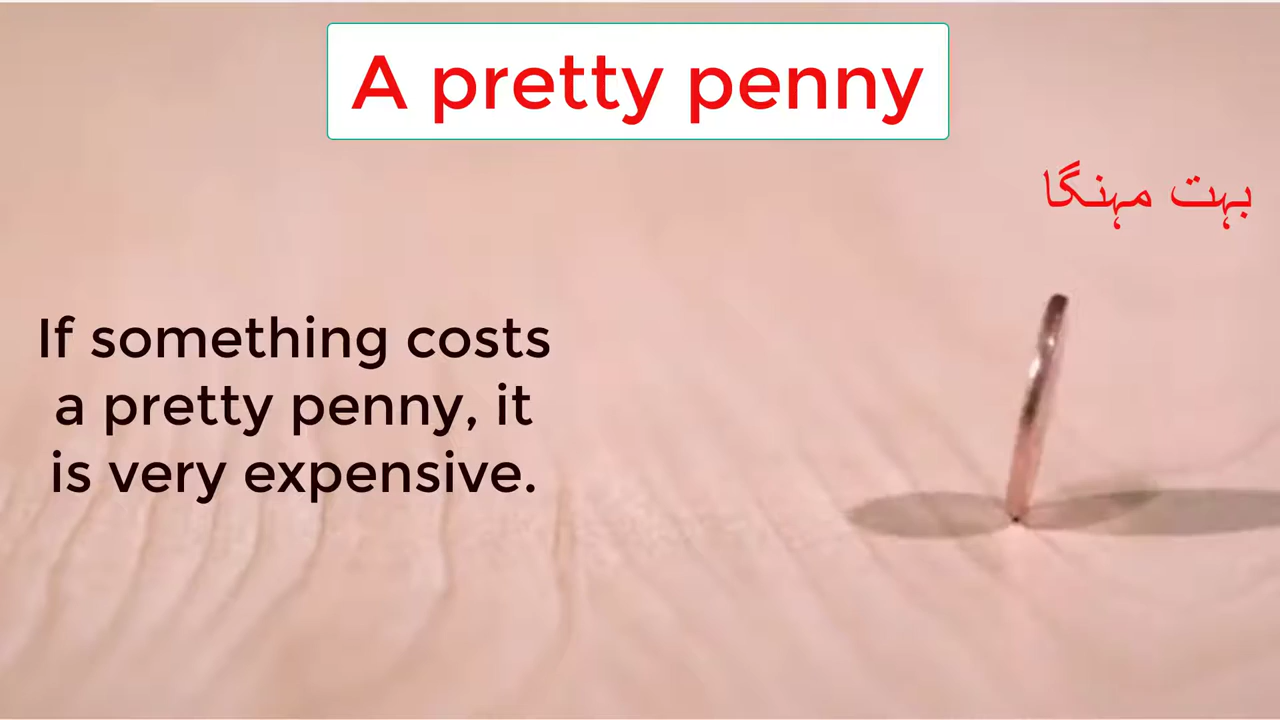 A pretty penny
بہت مہنگا
If something costs
a pretty penny, it
is very expensive.